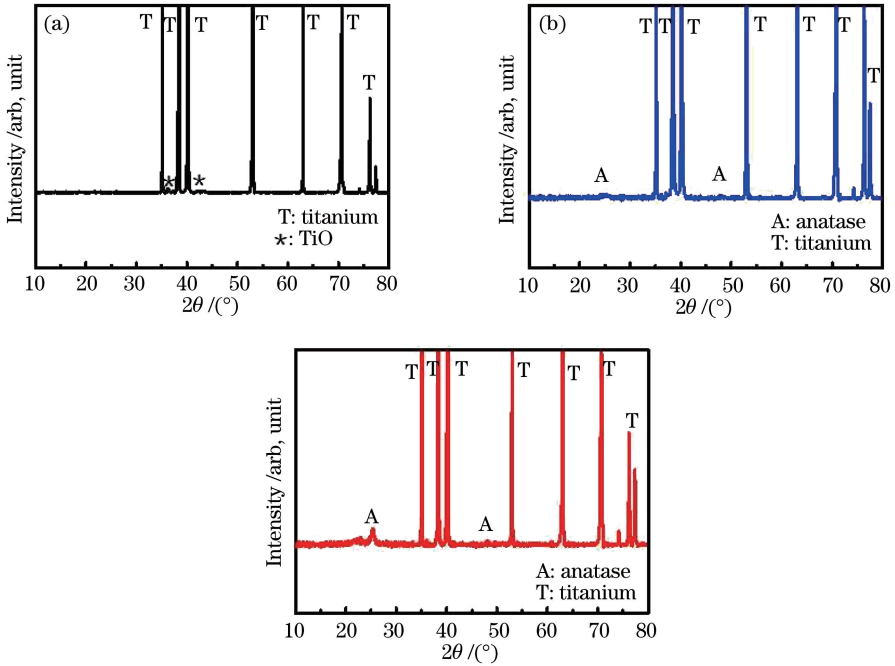 (a)
T T T T T T
T
* *
T: titanium
*: TiO
Intensity /arb, unit
10 20 30 40 50 60 70 80
2θ /(°)
(b)
T T T T T T
T
A A
A: anatase
T: titanium
Intensity /arb, unit
10 20 30 40 50 60 70 80
2θ /(°)
T T T T T T
T
A A
A: anatase
T: titanium
Intensity /arb, unit
10 20 30 40 50 60 70 80
2θ /(°)